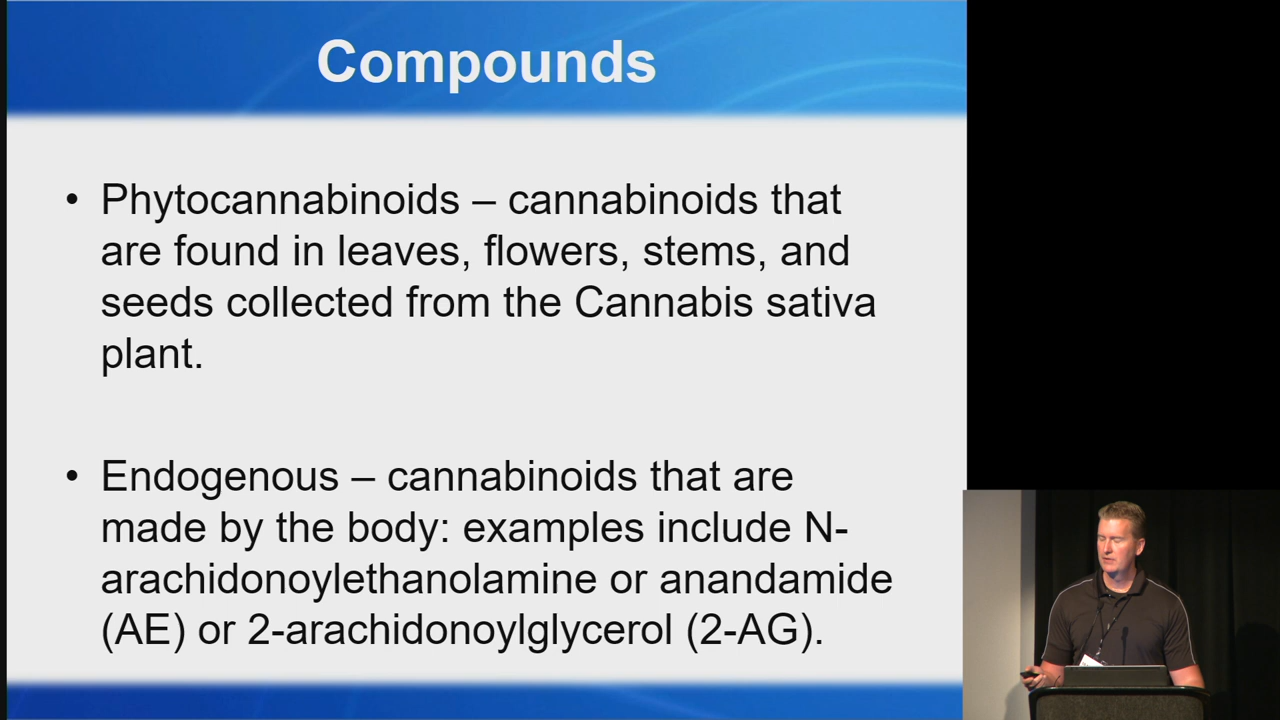 Compounds
• Phytocannabinoids – cannabinoids that
are found in leaves, flowers, stems, and
seeds collected from the Cannabis sativa
plant.
• Endogenous – cannabinoids that are
made by the body: examples include N-
arachidonoylethanolamine or anandamide
(AE) or 2-arachidonoylglycerol (2-AG).